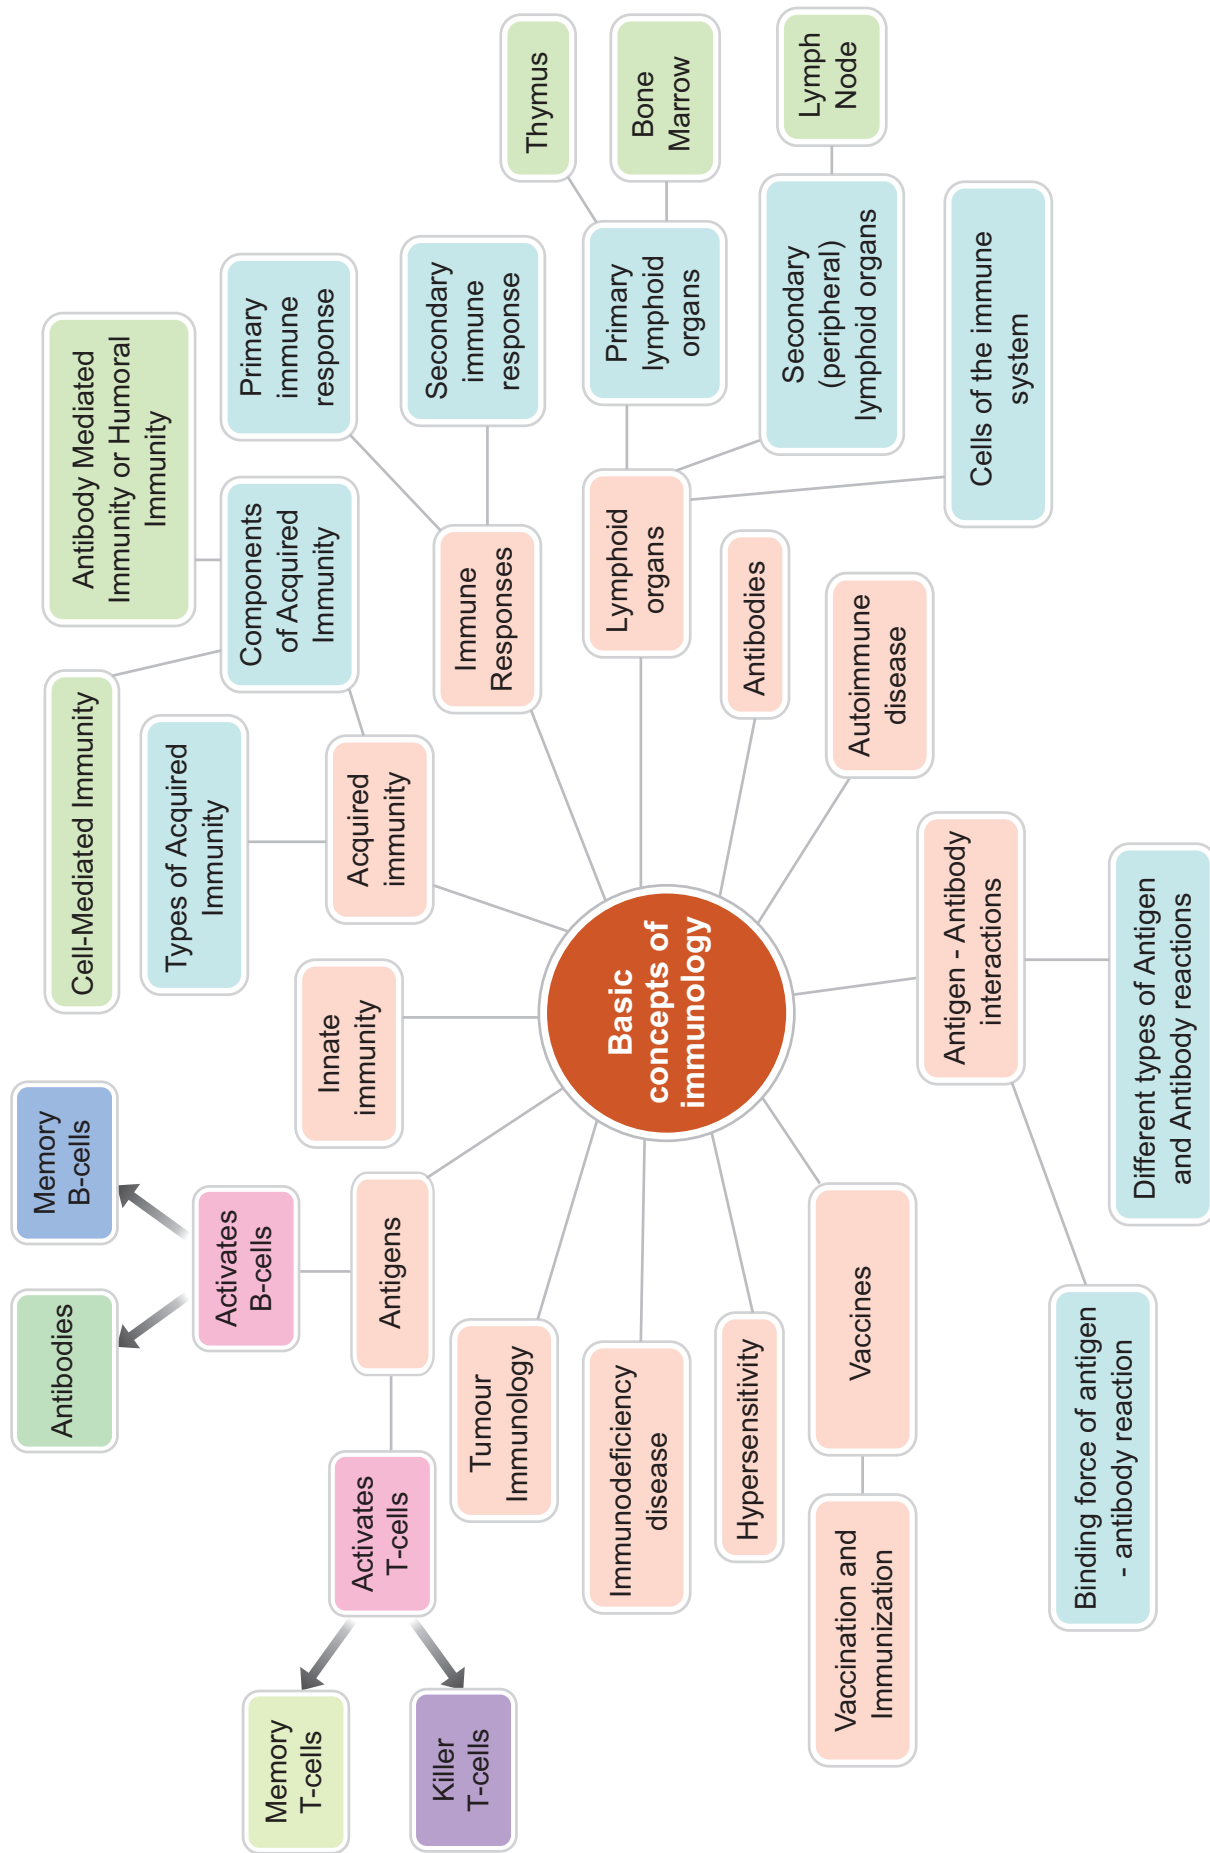 Memory
B-cells
Antibodies
Activates
B-cells
Antigens
Activates
T-cells
Memory
T-cells
Killer
T-cells
Innate
immunity
Cell-Mediated Immunity
Types of Acquired
Immunity
Acquired
immunity
Antibody Mediated
Immunity or Humoral
Immunity
Components
of Acquired
Immunity
Primary
immune
response
Secondary
immune
response
Immune
Responses
Thymus
Bone
Marrow
Primary
lymphoid
organs
Lymph
Node
Secondary
(peripheral)
lymphoid organs
Cells of the immune
system
Lymphoid
organs
Antibodies
Autoimmune
disease
Basic
concepts of
immunology
Antigen - Antibody
interactions
Different types of Antigen
and Antibody reactions
Binding force of antigen
- antibody reaction
Tumour
Immunology
Immunodeficiency
disease
Hypersensitivity
Vaccines
Vaccination and
Immunization